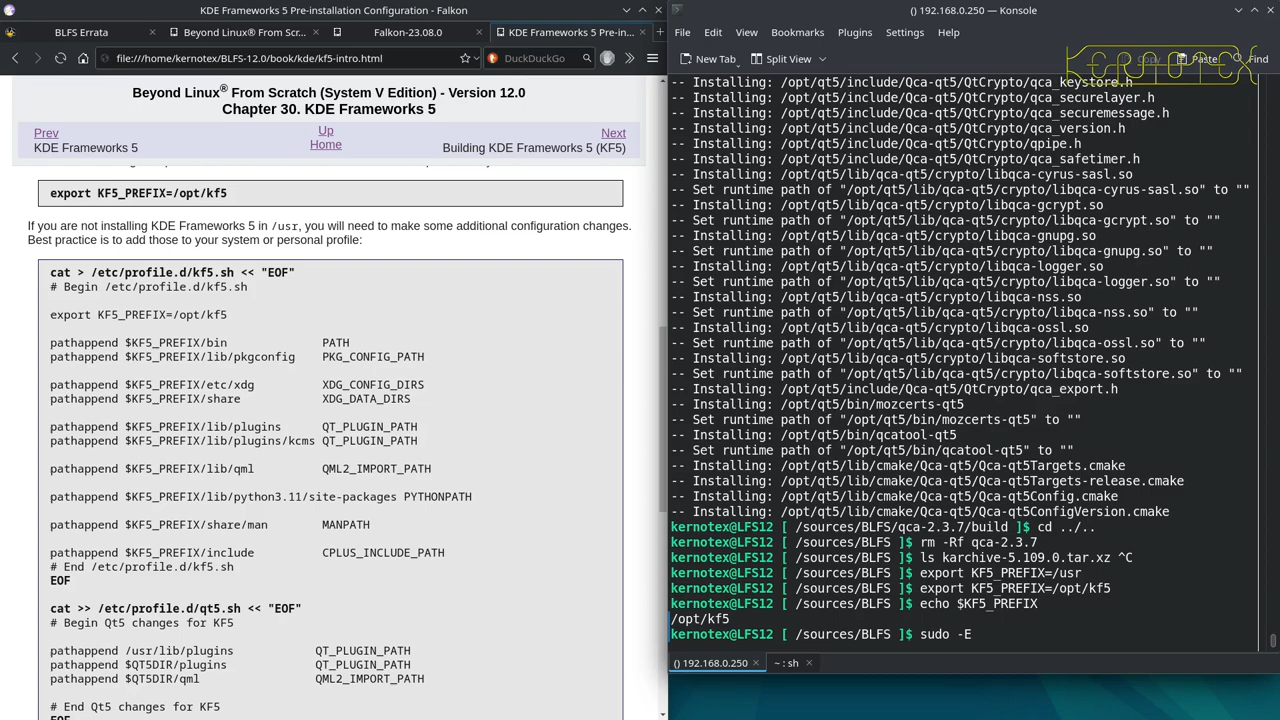 KDE Frameworks 5 Pre-installation Configuration - Falkon
BLFS Errata
Beyond Linux® From Scratch (System V E...
Falkon-23.08.0
KDE Frameworks 5 Pre-in...
file:///home/kernotex/BLFS-12.0/book/kde/kf5-intro.html
DuckDuckGo
Beyond Linux® From Scratch (System V Edition) - Version 12.0
Chapter 30. KDE Frameworks 5
Prev
Up
Next
KDE Frameworks 5
Home
Building KDE Frameworks 5 (KF5)
export KF5_PREFIX=/opt/kf5
If you are not installing KDE Frameworks 5 in /usr, you will need to make some additional configuration changes.
Best practice is to add those to your system or personal profile:
cat > /etc/profile.d/kf5.sh << "EOF"
# Begin /etc/profile.d/kf5.sh
export KF5_PREFIX=/opt/kf5
pathappend $KF5_PREFIX/bin PATH
pathappend $KF5_PREFIX/lib/pkgconfig PKG_CONFIG_PATH
pathappend $KF5_PREFIX/etc/xdg XDG_CONFIG_DIRS
pathappend $KF5_PREFIX/share XDG_DATA_DIRS
pathappend $KF5_PREFIX/lib/plugins QT_PLUGIN_PATH
pathappend $KF5_PREFIX/lib/plugins/kcms QT_PLUGIN_PATH
pathappend $KF5_PREFIX/lib/qml QML2_IMPORT_PATH
pathappend $KF5_PREFIX/lib/python3.11/site-packages PYTHONPATH
pathappend $KF5_PREFIX/share/man MANPATH
pathappend $KF5_PREFIX/include CPLUS_INCLUDE_PATH
# End /etc/profile.d/kf5.sh
EOF
cat >> /etc/profile.d/qt5.sh << "EOF"
# Begin Qt5 changes for KF5
pathappend /usr/lib/plugins QT_PLUGIN_PATH
pathappend $QT5DIR/plugins QT_PLUGIN_PATH
pathappend $QT5DIR/qml QML2_IMPORT_PATH
# End Qt5 changes for KF5
EOF
() 192.168.0.250 — Konsole
File Edit View Bookmarks Plugins Settings Help
New Tab Split View Copy Paste Find
KERNOTEX
-- Installing: /opt/qt5/include/Qca-qt5/QtCrypto/qca_keystore.h
-- Installing: /opt/qt5/include/Qca-qt5/QtCrypto/qca_securelayer.h
-- Installing: /opt/qt5/include/Qca-qt5/QtCrypto/qca_securemessage.h
-- Installing: /opt/qt5/include/Qca-qt5/QtCrypto/qca_version.h
-- Installing: /opt/qt5/include/Qca-qt5/QtCrypto/qpipe.h
-- Installing: /opt/qt5/include/Qca-qt5/QtCrypto/qca_safetimer.h
-- Installing: /opt/qt5/lib/qca-qt5/crypto/libqca-cyrus-sasl.so
-- Set runtime path of "/opt/qt5/lib/qca-qt5/crypto/libqca-cyrus-sasl.so" to ""
-- Installing: /opt/qt5/lib/qca-qt5/crypto/libqca-gcrypt.so
-- Set runtime path of "/opt/qt5/lib/qca-qt5/crypto/libqca-gcrypt.so" to ""
-- Installing: /opt/qt5/lib/qca-qt5/crypto/libqca-gnupg.so
-- Set runtime path of "/opt/qt5/lib/qca-qt5/crypto/libqca-gnupg.so" to ""
-- Installing: /opt/qt5/lib/qca-qt5/crypto/libqca-logger.so
-- Set runtime path of "/opt/qt5/lib/qca-qt5/crypto/libqca-logger.so" to ""
-- Installing: /opt/qt5/lib/qca-qt5/crypto/libqca-nss.so
-- Set runtime path of "/opt/qt5/lib/qca-qt5/crypto/libqca-nss.so" to ""
-- Installing: /opt/qt5/lib/qca-qt5/crypto/libqca-ossl.so
-- Set runtime path of "/opt/qt5/lib/qca-qt5/crypto/libqca-ossl.so" to ""
-- Installing: /opt/qt5/lib/qca-qt5/crypto/libqca-softstore.so
-- Set runtime path of "/opt/qt5/lib/qca-qt5/crypto/libqca-softstore.so" to ""
-- Installing: /opt/qt5/include/Qca-qt5/QtCrypto/qca_export.h
-- Installing: /opt/qt5/bin/mozcerts-qt5
-- Set runtime path of "/opt/qt5/bin/mozcerts-qt5" to ""
-- Installing: /opt/qt5/bin/qcatool-qt5
-- Set runtime path of "/opt/qt5/bin/qcatool-qt5" to ""
-- Installing: /opt/qt5/lib/cmake/Qca-qt5/Qca-qt5Targets.cmake
-- Installing: /opt/qt5/lib/cmake/Qca-qt5/Qca-qt5Targets-release.cmake
-- Installing: /opt/qt5/lib/cmake/Qca-qt5/Qca-qt5Config.cmake
-- Installing: /opt/qt5/lib/cmake/Qca-qt5/Qca-qt5ConfigVersion.cmake
kernotex@LFS12 [ /sources/BLFS/qca-2.3.7/build ]$ cd ../..
kernotex@LFS12 [ /sources/BLFS ]$ rm -Rf qca-2.3.7
kernotex@LFS12 [ /sources/BLFS ]$ ls karchive-5.109.0.tar.xz ^C
kernotex@LFS12 [ /sources/BLFS ]$ export KF5_PREFIX=/usr
kernotex@LFS12 [ /sources/BLFS ]$ export KF5_PREFIX=/opt/kf5
kernotex@LFS12 [ /sources/BLFS ]$ echo $KF5_PREFIX
/opt/kf5
kernotex@LFS12 [ /sources/BLFS ]$ sudo -E
() 192.168.0.250
~ : sh